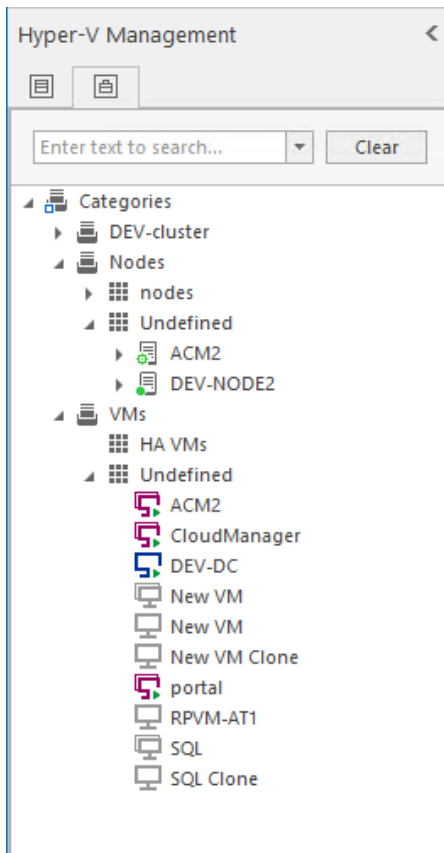 Hyper-V Management
Enter text to search...
Clear
Categories
DEV-cluster
Nodes
nodes
Undefined
ACM2
DEV-NODE2
VMs
HA VMs
Undefined
ACM2
CloudManager
DEV-DC
New VM
New VM
New VM Clone
portal
RPVM-AT1
SQL
SQL Clone